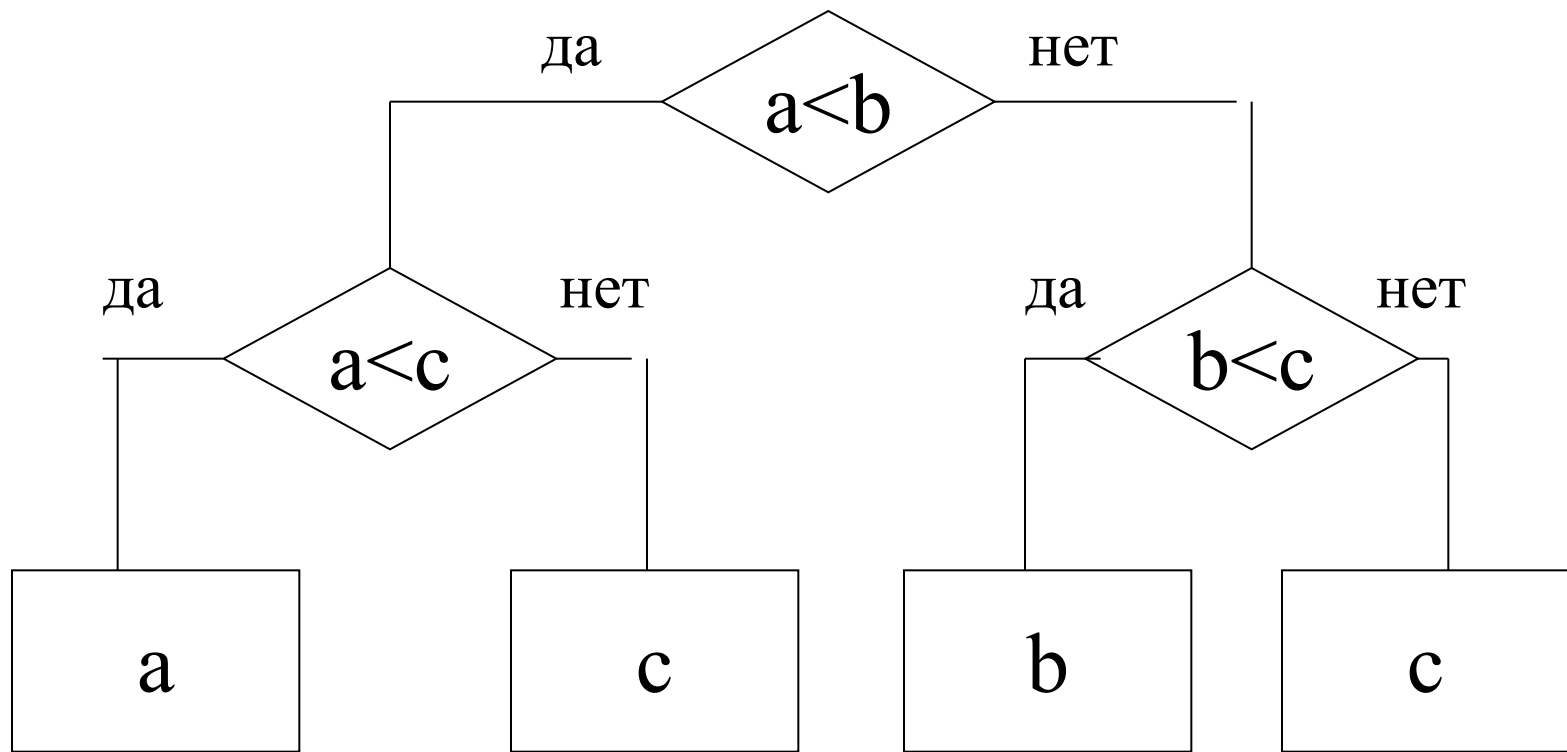 да нет
a<b
да нет да нет
a<c b<c
a c b c